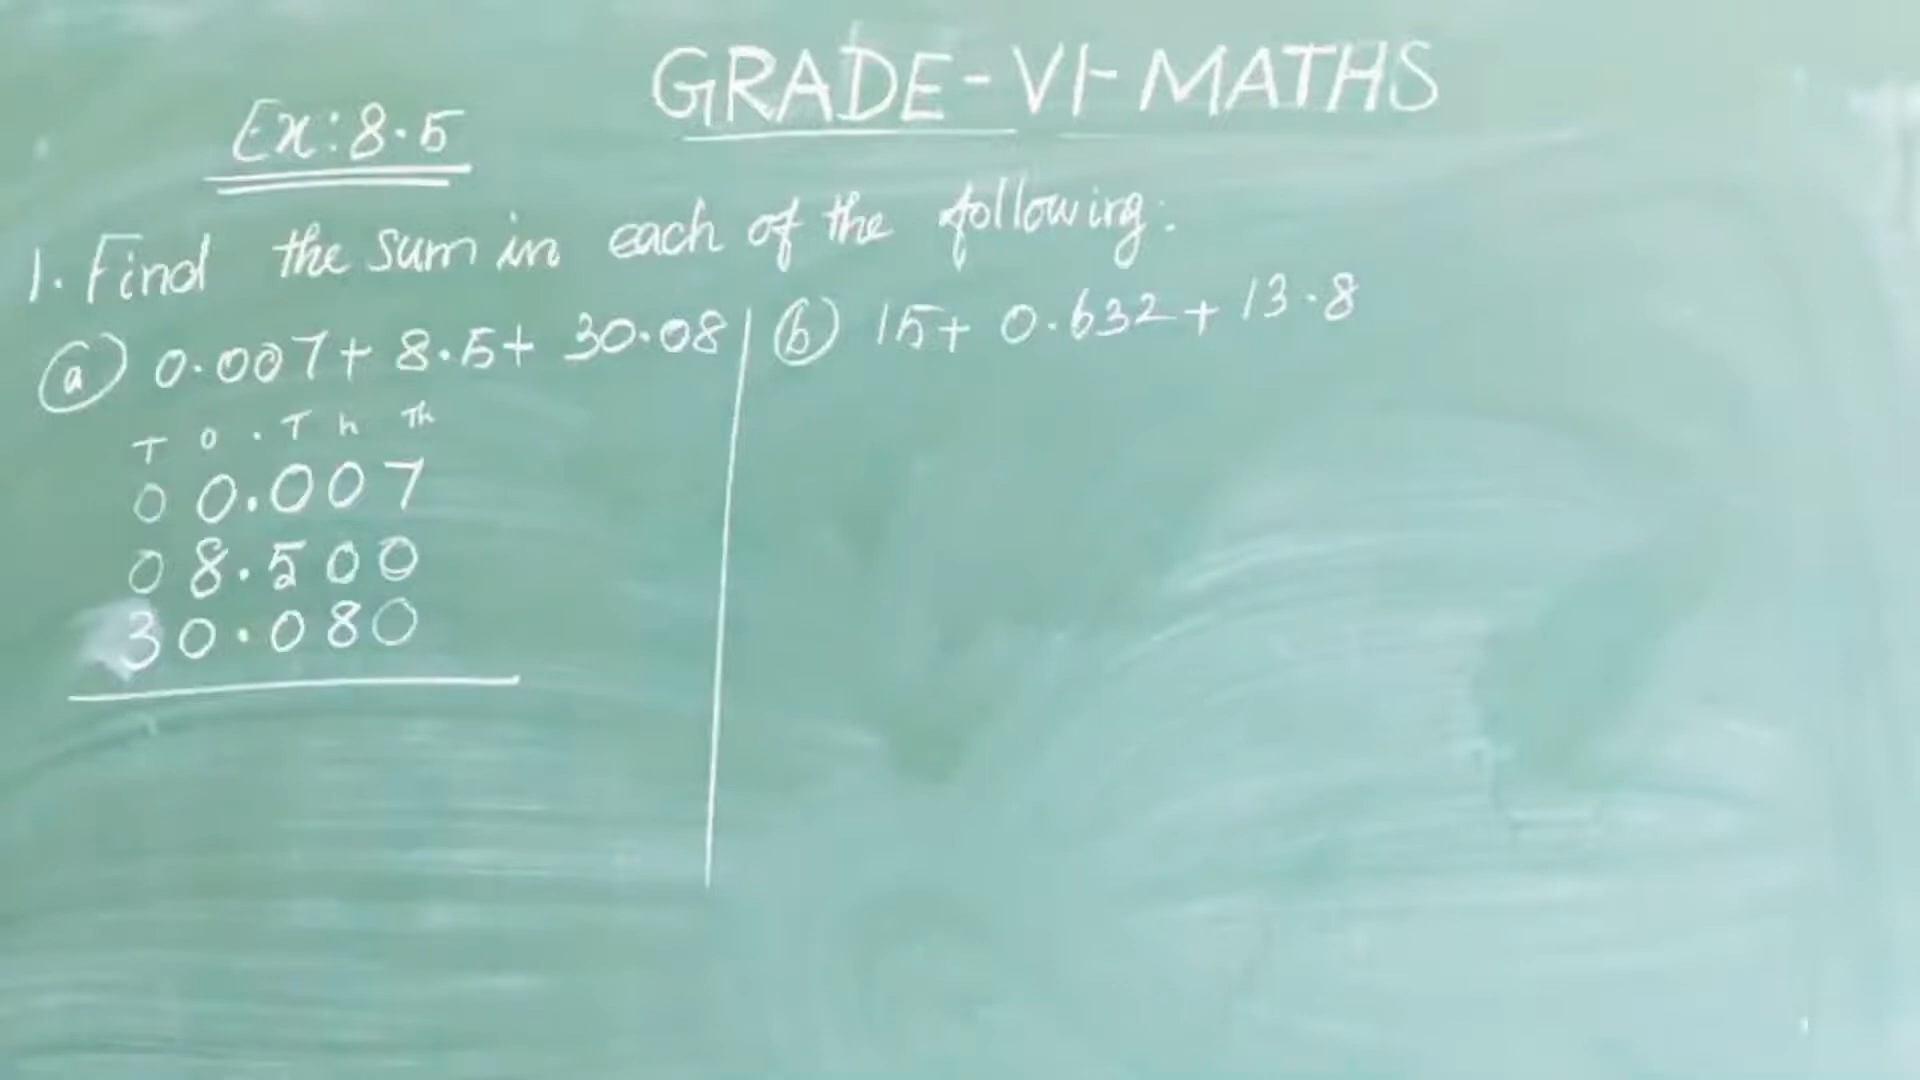 GRADE-VI-MATHS
Ex:8.5
1. Find the sum in each of the following:
(a) 0.007+ 8.5+ 30.08
(b) 15+ 0.632+13.8
T O . T h Th
0 0.007
0 8.500
30.080